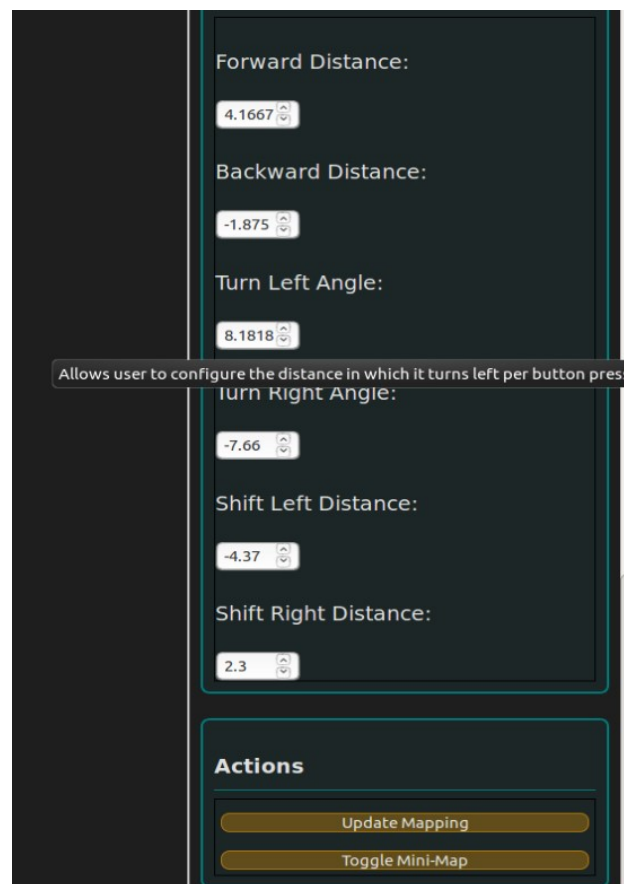 Forward Distance:
4.1667
Backward Distance:
-1.875
Turn Left Angle:
8.1818
Allows user to configure the distance in which it turns left per button
Turn Right Angle:
-7.66
Shift Left Distance:
-4.37
Shift Right Distance:
2.3
Actions
Update Mapping
Toggle Mini-Map